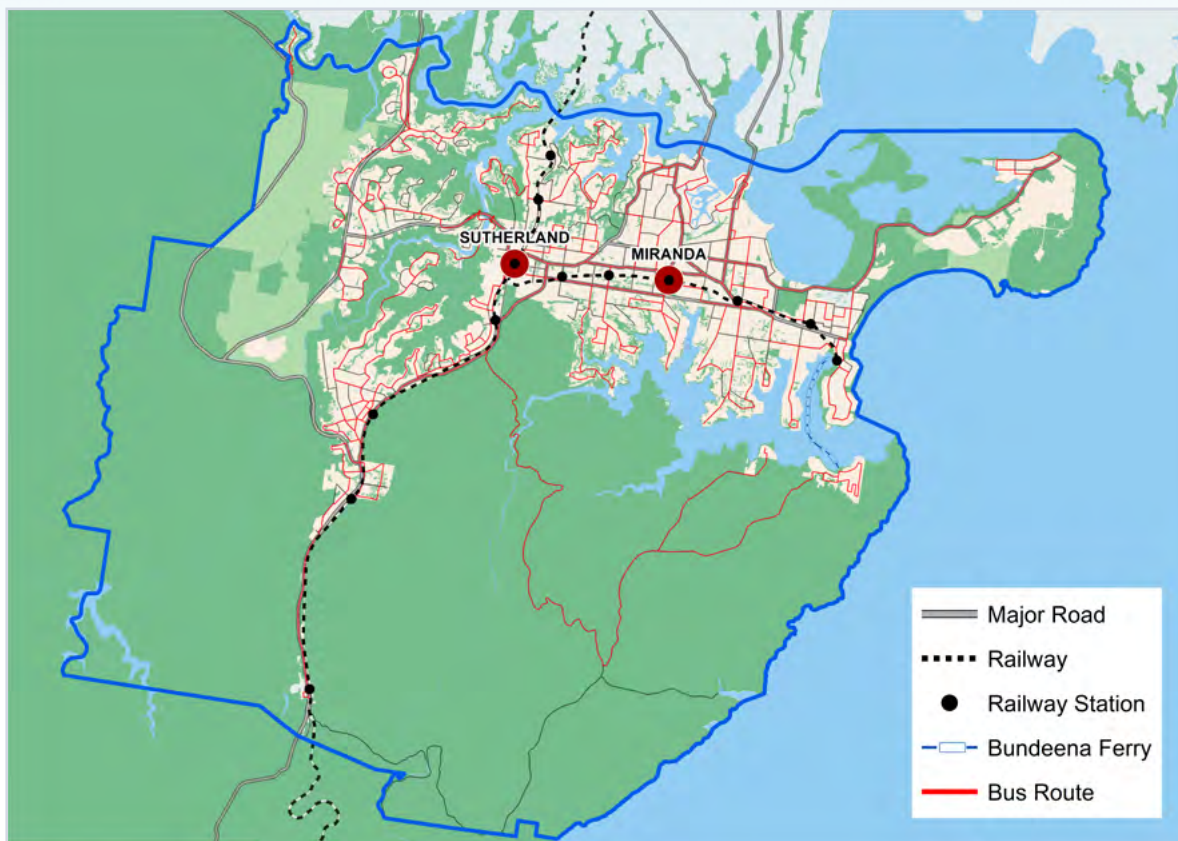 SUTHERLAND
MIRANDA
Major Road
Railway
Railway Station
Bundeena Ferry
Bus Route